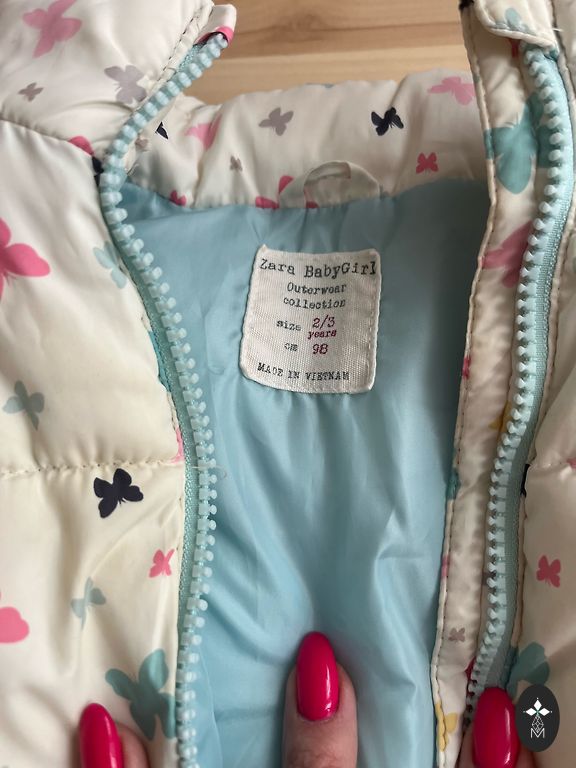 Zara BabyGirl
Outerwear
collection
size 2/3
years
cm 98
MADE IN VIETNAM